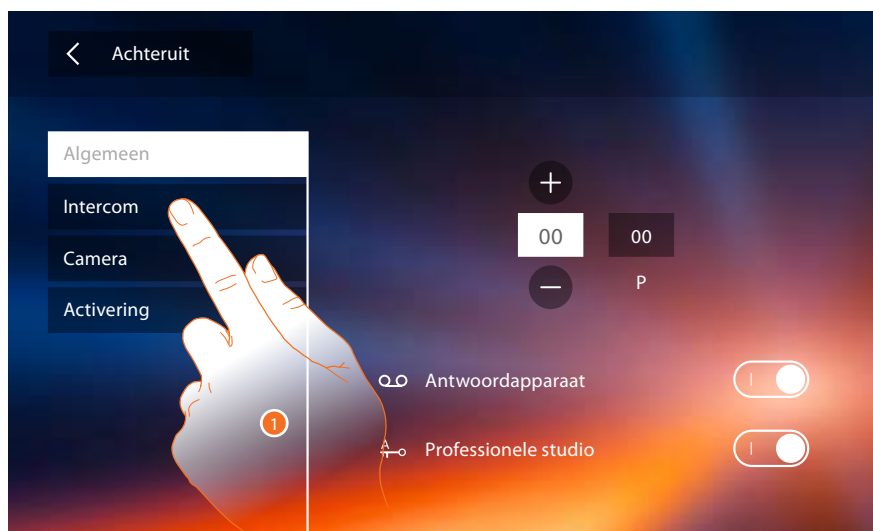 Achteruit
Algemeen
Intercom
Camera
Activering
00 00
P
Antwoordapparaat
Professionele studio
1
A